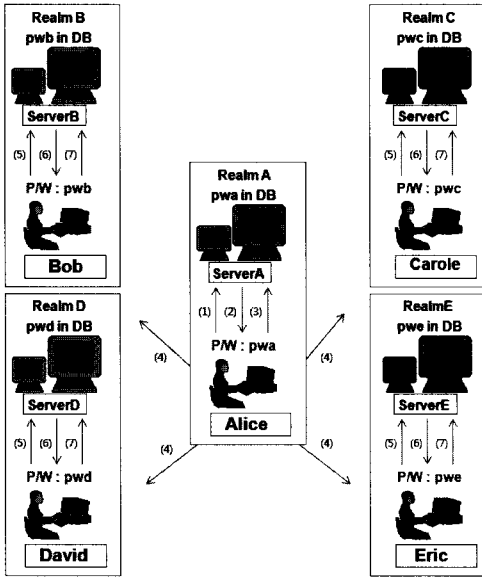 Realm B
pwb in DB
ServerB
(5) (6) (7)
P/W : pwb
Bob
Realm C
pwc in DB
ServerC
(5) (6) (7)
P/W : pwc
Carole
Realm A
pwa in DB
ServerA
(1) (2) (3)
P/W : pwa
Alice
(4)
(4)
(4)
(4)
Realm D
pwd in DB
ServerD
(5) (6) (7)
P/W : pwd
David
RealmE
pwe in DB
ServerE
(5) (6) (7)
P/W : pwe
Eric